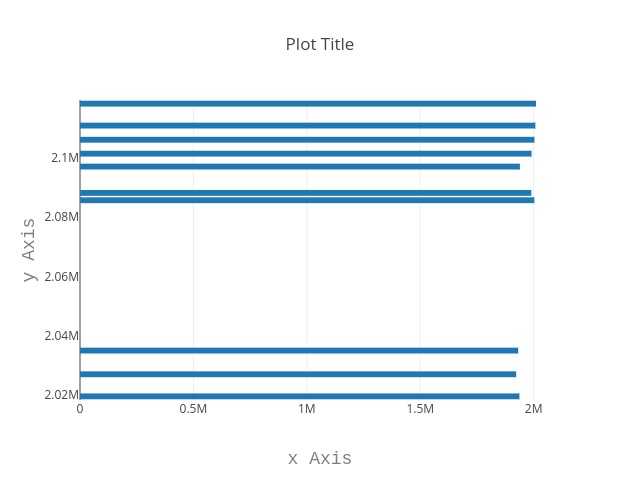 Plot Title
2.1M
2.08M
2.06M
2.04M
2.02M
y Axis
0 0.5M 1M 1.5M 2M
x Axis